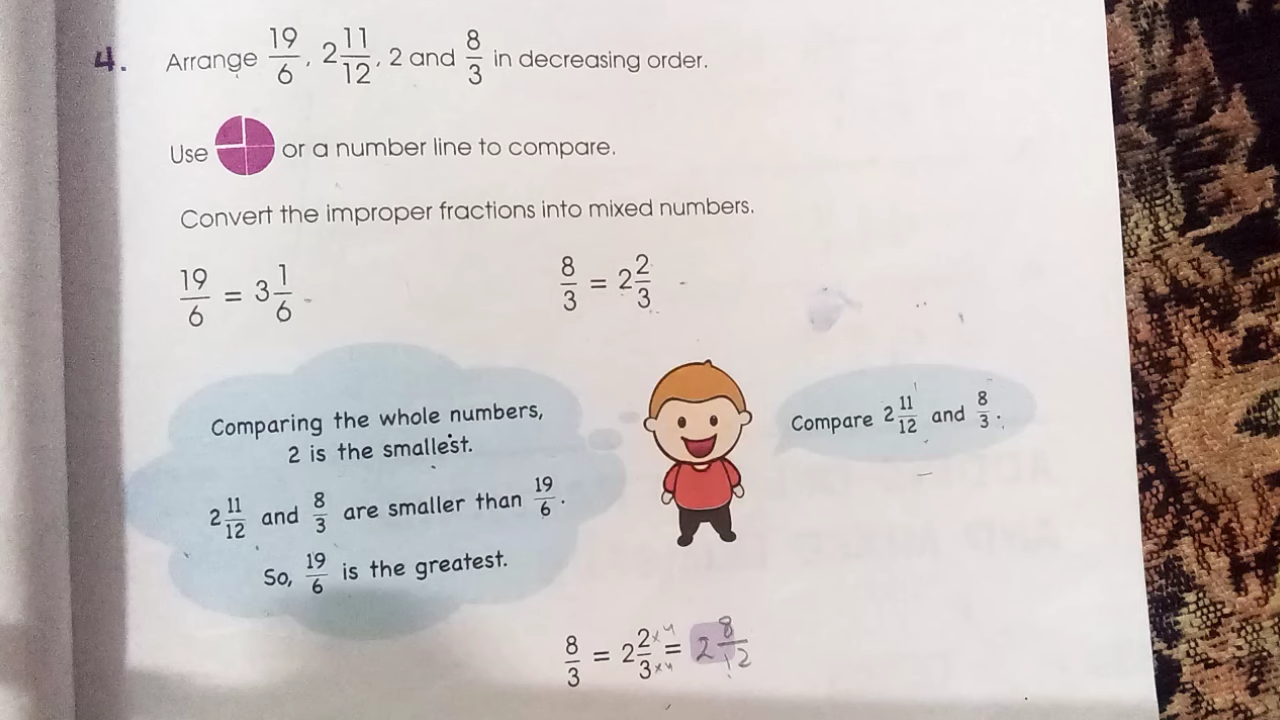 4. Arrange 19/6, 2 11/12, 2 and 8/3 in decreasing order.
Use or a number line to compare.
Convert the improper fractions into mixed numbers.
19/6 = 3 1/6
8/3 = 2 2/3
Comparing the whole numbers,
2 is the smallest.
2 11/12 and 8/3 are smaller than 19/6.
So, 19/6 is the greatest.
Compare 2 11/12 and 8/3.
8/3 = 2 2×4/3×4 = 2 8/12